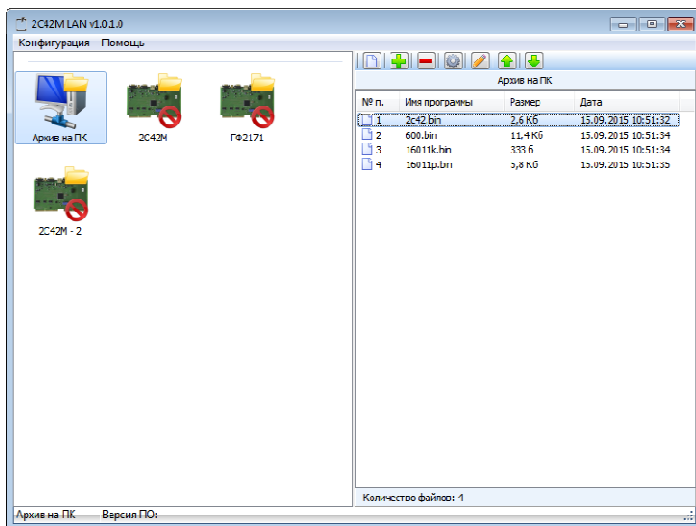 2C42M LAN v1.0.1.0
Конфигурация Помощь
Архив на ПК
2С42М
ГФ2171
2С42М - 2
Архив на ПК
№ п. Имя программы Размер Дата
1 2c42.bin 2,6 Кб 15.09.2015 10:51:32
2 600.bin 11,4 Кб 15.09.2015 10:51:34
3 16011k.bin 333 б 15.09.2015 10:51:34
4 16011p.bin 5,8 Кб 15.09.2015 10:51:35
Количество файлов: 4
Архив на ПК Версия ПО: